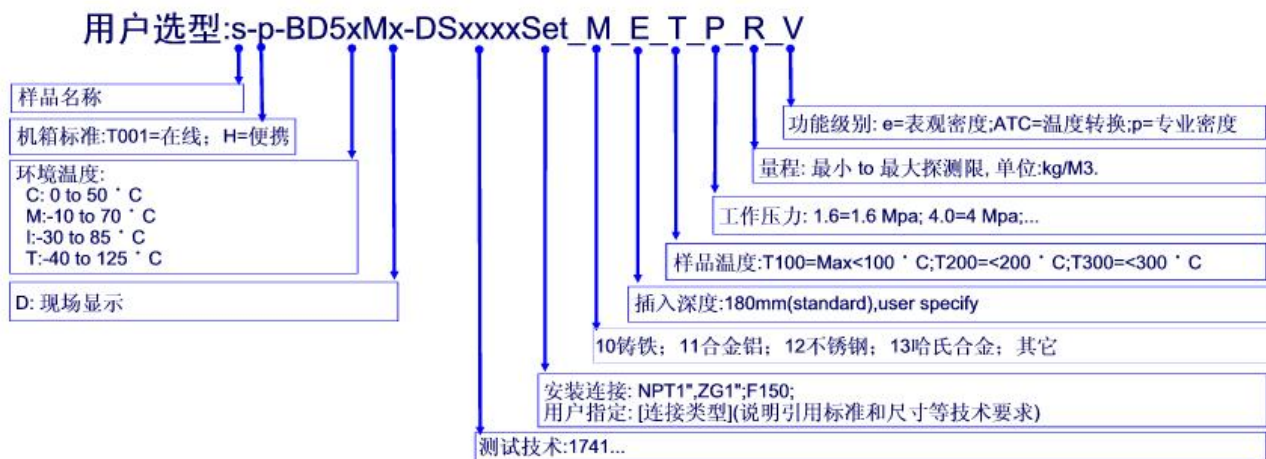 用户选型:s-p-BD5xMx-DSxxxxSet_M_E_T_P_R_V
样品名称
机箱标准:T001=在线；H=便携
环境温度:
C: 0 to 50 ˚ C
M:-10 to 70 ˚ C
I:-30 to 85 ˚ C
T:-40 to 125 ˚ C
D: 现场显示
功能级别: e=表观密度;ATC=温度转换;p=专业密度
量程: 最小 to 最大探测限, 单位:kg/M3.
工作压力: 1.6=1.6 Mpa; 4.0=4 Mpa;...
样品温度:T100=Max<100 ˚ C;T200=<200 ˚ C;T300=<300 ˚ C
插入深度:180mm(standard),user specify
10铸铁；11合金铝；12不锈钢；13哈氏合金；其它
安装连接: NPT1",ZG1";F150;
用户指定: [连接类型](说明引用标准和尺寸等技术要求)
测试技术:1741...